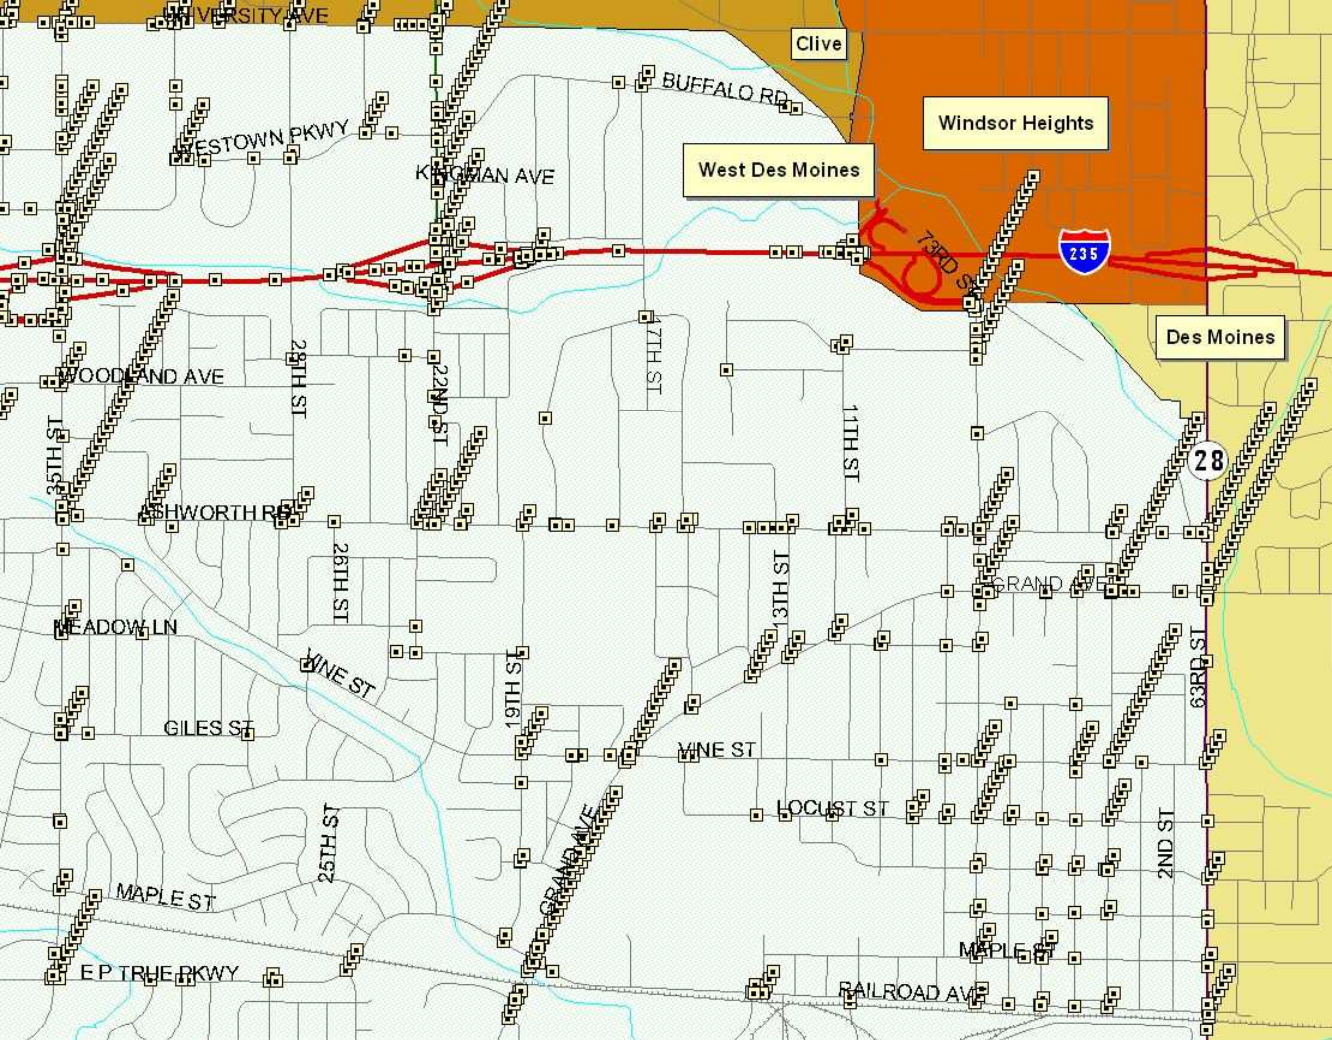 UNIVERSITY AVE
Clive
BUFFALO RD
Windsor Heights
WESTOWN PKWY
West Des Moines
KINGMAN AVE
73RD ST
235
Des Moines
17TH ST
28TH ST
WOODLAND AVE
22ND ST
11TH ST
35TH ST
28
ASHWORTH RD
26TH ST
13TH ST
GRAND AVE
MEADOW LN
VINE ST
63RD ST
19TH ST
GILES ST
VINE ST
LOCUST ST
25TH ST
GRAND AVE
2ND ST
MAPLE ST
MAPLE ST
E P TRUE PKWY
RAILROAD AVE